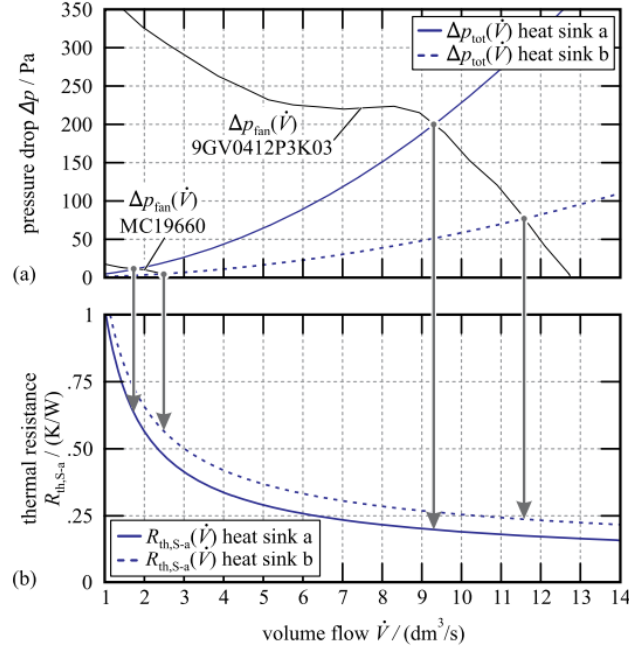 350
300
250
200
150
100
50
0
pressure drop Δp / Pa
(a)
Δp_tot(V̇) heat sink a
Δp_tot(V̇) heat sink b
Δp_fan(V̇)
9GV0412P3K03
Δp_fan(V̇)
MC19660
1
.75
.50
.25
0
thermal resistance
R_th,S-a / (K/W)
(b)
R_th,S-a(V̇) heat sink a
R_th,S-a(V̇) heat sink b
1 2 3 4 5 6 7 8 9 10 11 12 13 14
volume flow V̇ / (dm³/s)